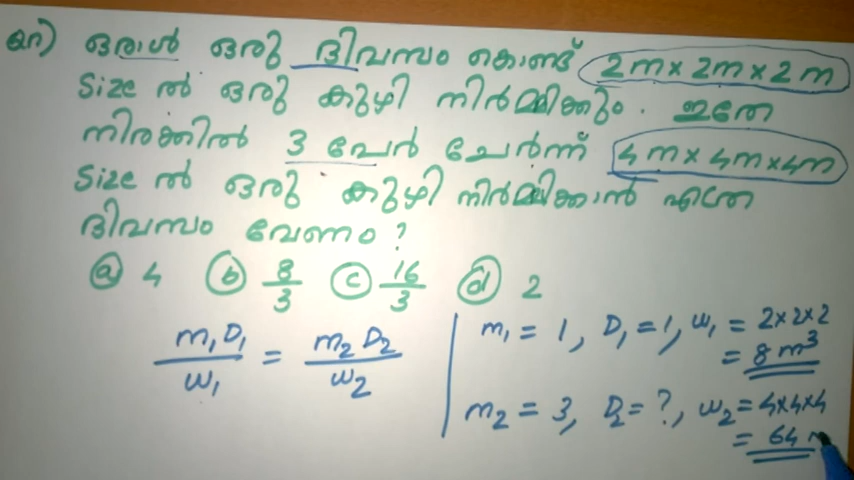 ഒരാൾ ഒരു ദിവസം കൊണ്ട് 2m x 2m x 2m
Size ൽ ഒരു കുഴി നിർമ്മിക്കും. ഇതേ
നിരക്കിൽ 3 പേർ ചേർന്ന് 4m x 4m x 4m
Size ൽ ഒരു കുഴി നിർമ്മിക്കാൻ എത്ര
ദിവസം വേണം?
ⓐ 4 ⓑ 8/3 ⓒ 16/3 ⓓ 2
m₁D₁/w₁ = m₂D₂/w₂
m₁ = 1, D₁ = 1, w₁ = 2×2×2
= 8 m³
m₂ = 3, D₂ = ?, w₂ = 4×4×4
= 64